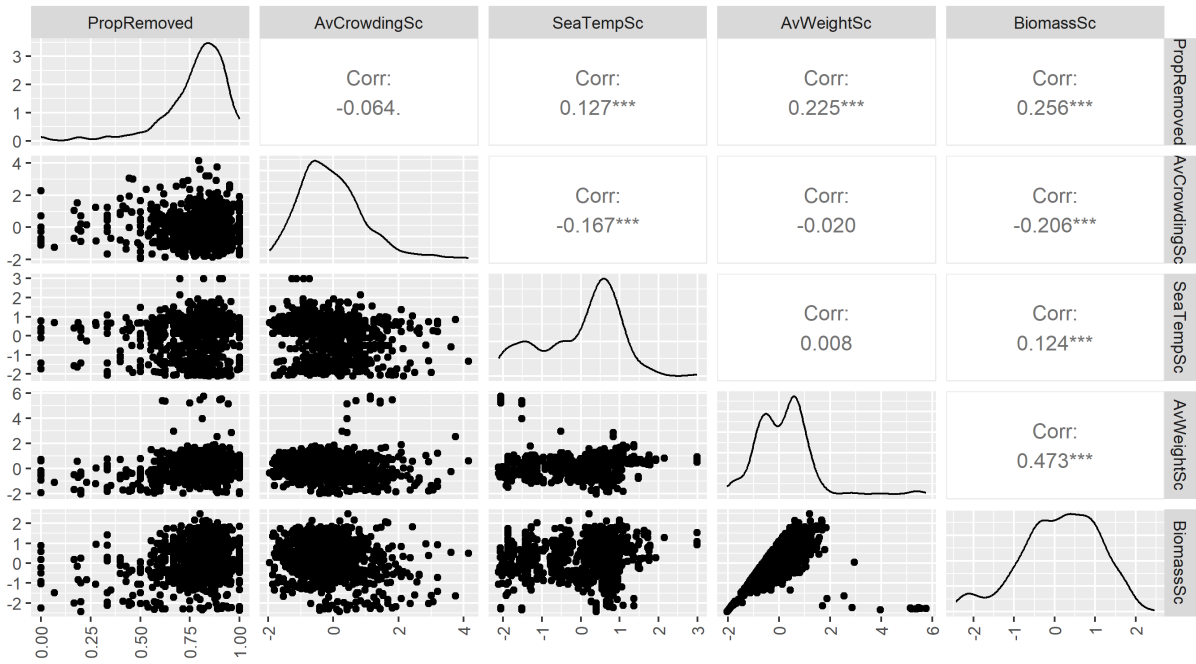 PropRemoved AvCrowdingSc SeaTempSc AvWeightSc BiomassSc
3
2
1
0
Corr:
-0.064.
Corr:
0.127***
Corr:
0.225***
Corr:
0.256***
PropRemoved
4
2
0
-2
Corr:
-0.167***
Corr:
-0.020
Corr:
-0.206***
AvCrowdingSc
3
2
1
0
-1
-2
Corr:
0.008
Corr:
0.124***
SeaTempSc
6
4
2
0
-2
Corr:
0.473***
AvWeightSc
2
1
0
-1
-2
BiomassSc
0.00 0.25 0.50 0.75 1.00
-2 0 2 4
-2 -1 0 1 2 3
-2 0 2 4 6
-2 -1 0 1 2